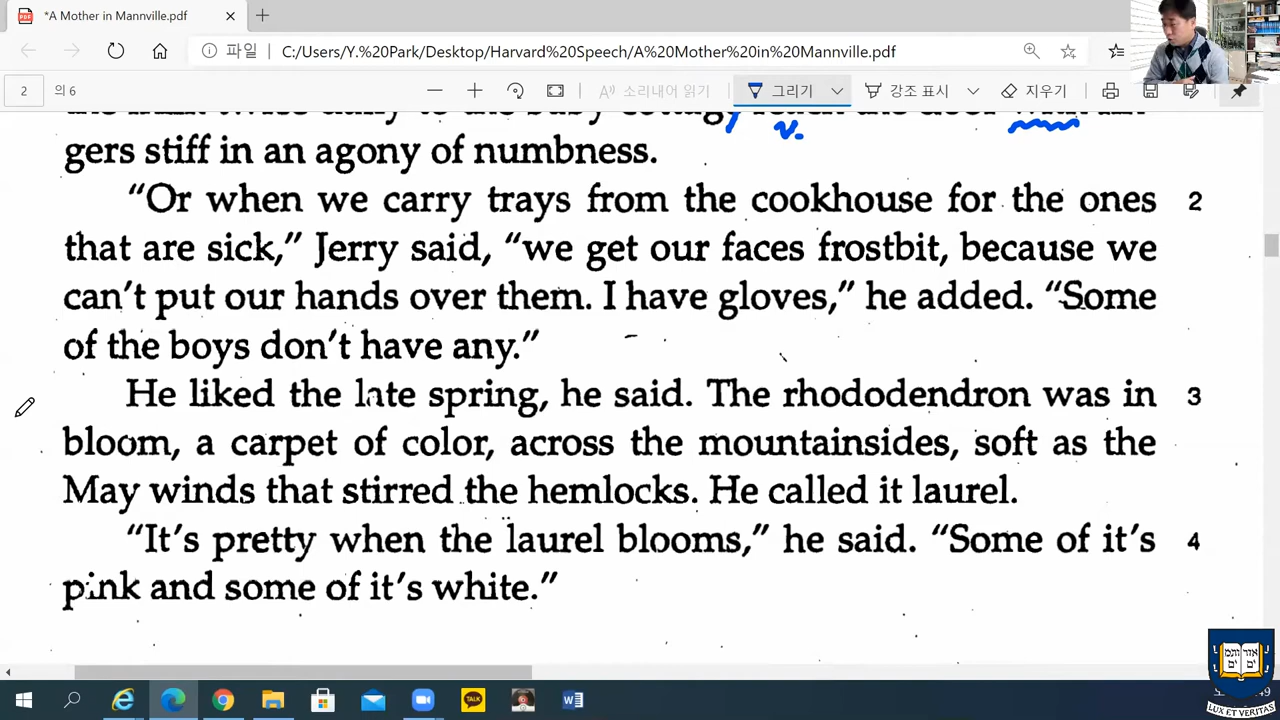 *A Mother in Mannville.pdf
파일 C:/Users/Y.%20Park/Desktop/Harvard%20Speech/A%20Mother%20in%20Mannville.pdf
2 의 6 소리내어 읽기 그리기 강조 표시 지우기
gers stiff in an agony of numbness.
"Or when we carry trays from the cookhouse for the ones 2
that are sick," Jerry said, "we get our faces frostbit, because we
can't put our hands over them. I have gloves," he added. "Some
of the boys don't have any."
He liked the late spring, he said. The rhododendron was in 3
bloom, a carpet of color, across the mountainsides, soft as the
May winds that stirred the hemlocks. He called it laurel.
"It's pretty when the laurel blooms," he said. "Some of it's 4
pink and some of it's white."
TALK
LUX ET VERITAS